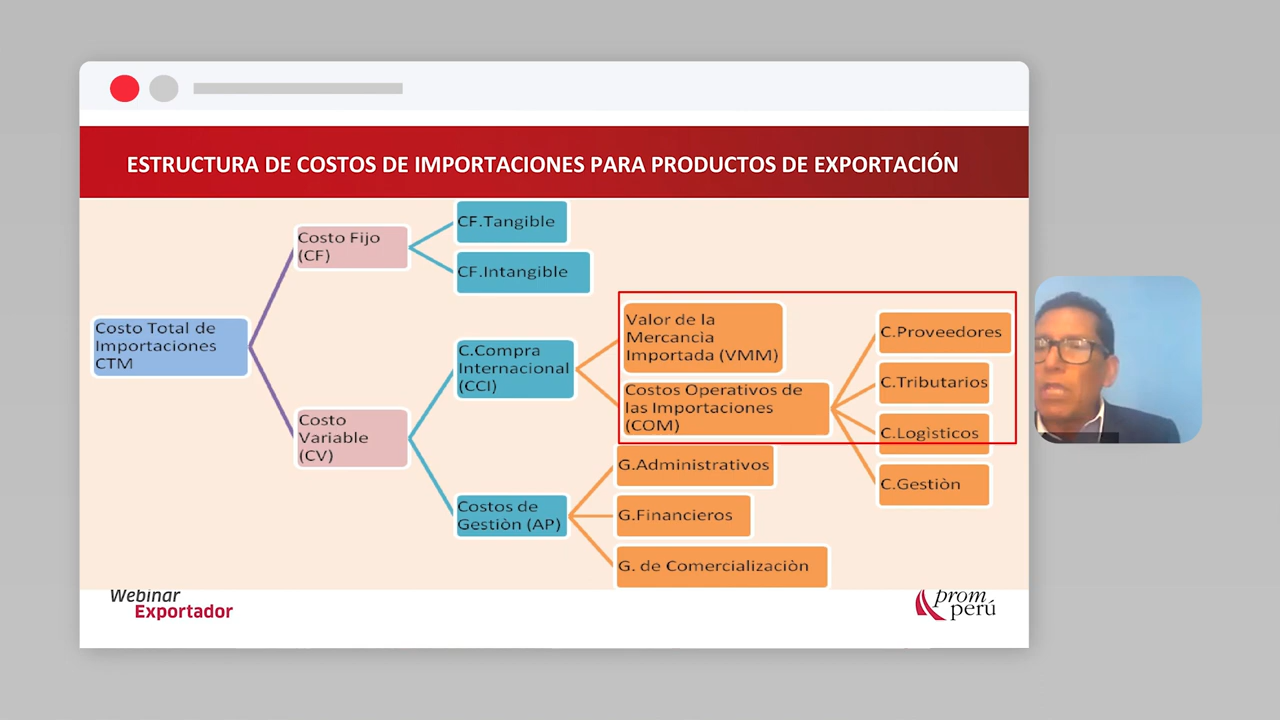 ESTRUCTURA DE COSTOS DE IMPORTACIONES PARA PRODUCTOS DE EXPORTACIÓN
Costo Total de
Importaciones
CTM
Costo Fijo
(CF)
CF.Tangible
CF.Intangible
Costo
Variable
(CV)
C.Compra
Internacional
(CCI)
Valor de la
Mercancia
Importada (VMM)
Costos Operativos de
las Importaciones
(COM)
C.Proveedores
C.Tributarios
C.Logìsticos
C.Gestiòn
Costos de
Gestiòn (AP)
G.Administrativos
G.Financieros
G. de Comercializaciòn
Webinar
Exportador
prom
perú